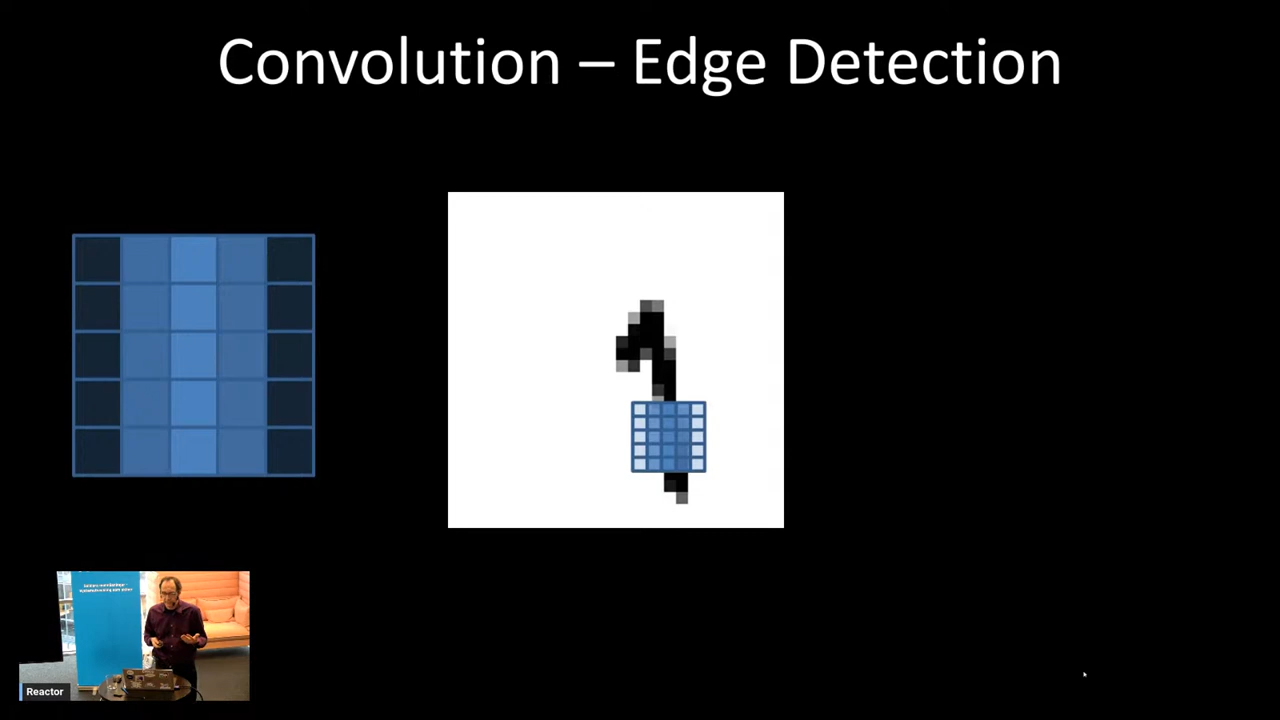 Convolution – Edge Detection
Reactor